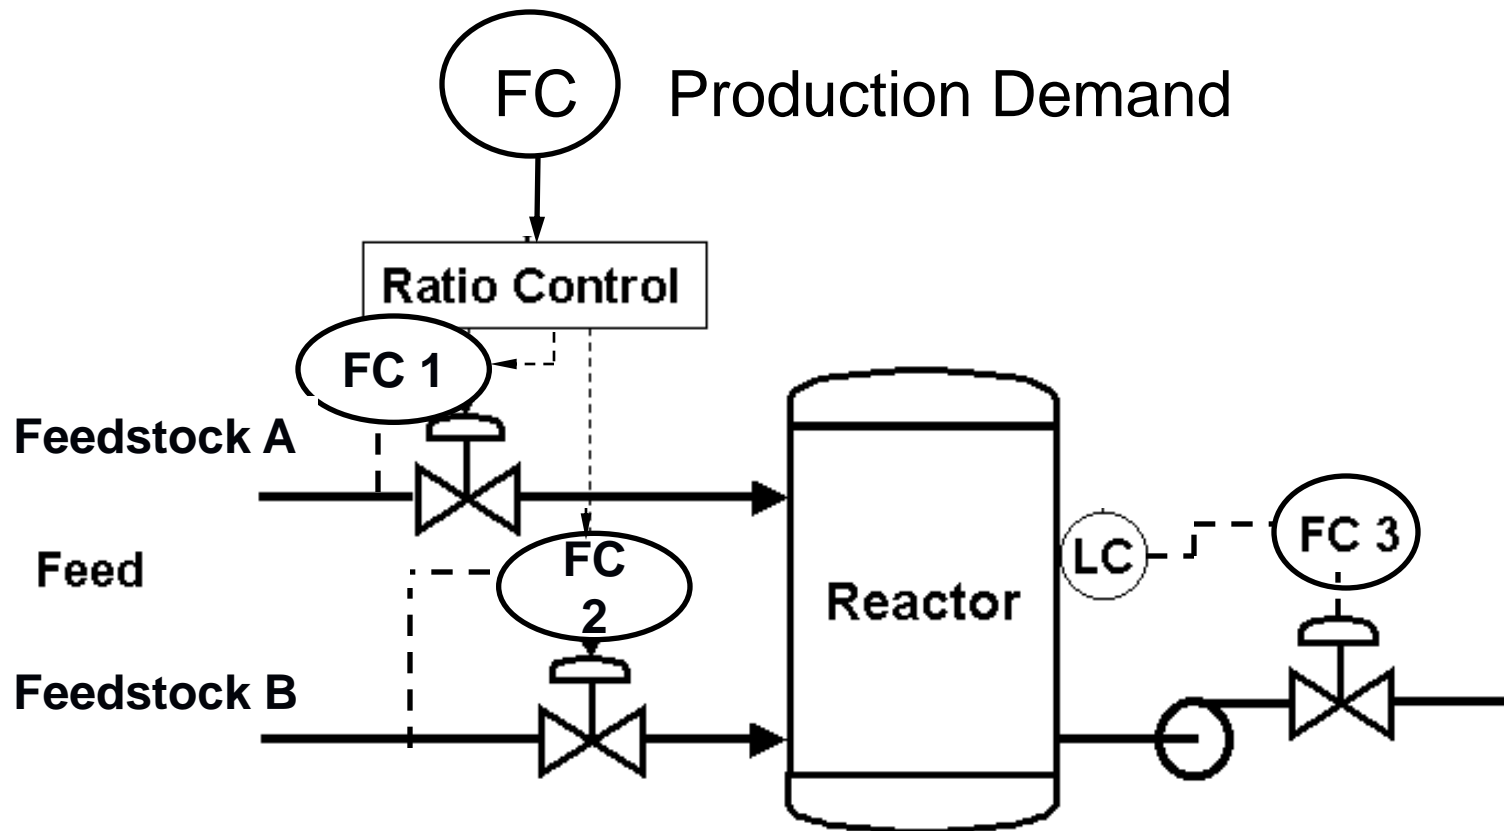 FC
Production Demand
Ratio Control
FC 1
Feedstock A
FC
2
Feed
Feedstock B
Reactor
LC
FC 3